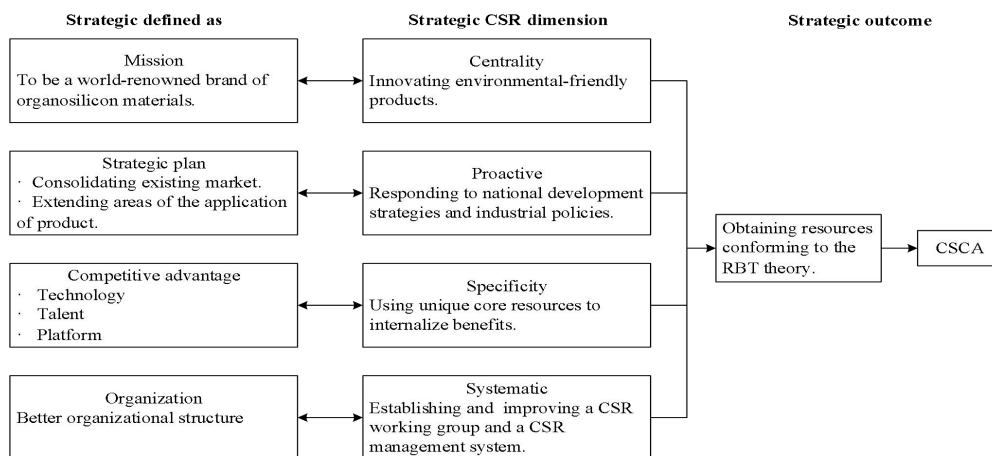 Strategic defined as
Strategic CSR dimension
Strategic outcome
Mission
To be a world-renowned brand of
organosilicon materials.
Centrality
Innovating environmental-friendly
products.
Strategic plan
· Consolidating existing market.
· Extending areas of the application
of product.
Proactive
Responding to national development
strategies and industrial policies.
Obtaining resources
conforming to the
RBT theory.
CSCA
Competitive advantage
· Technology
· Talent
· Platform
Specificity
Using unique core resources to
internalize benefits.
Organization
Better organizational structure
Systematic
Establishing and improving a CSR
working group and a CSR
management system.